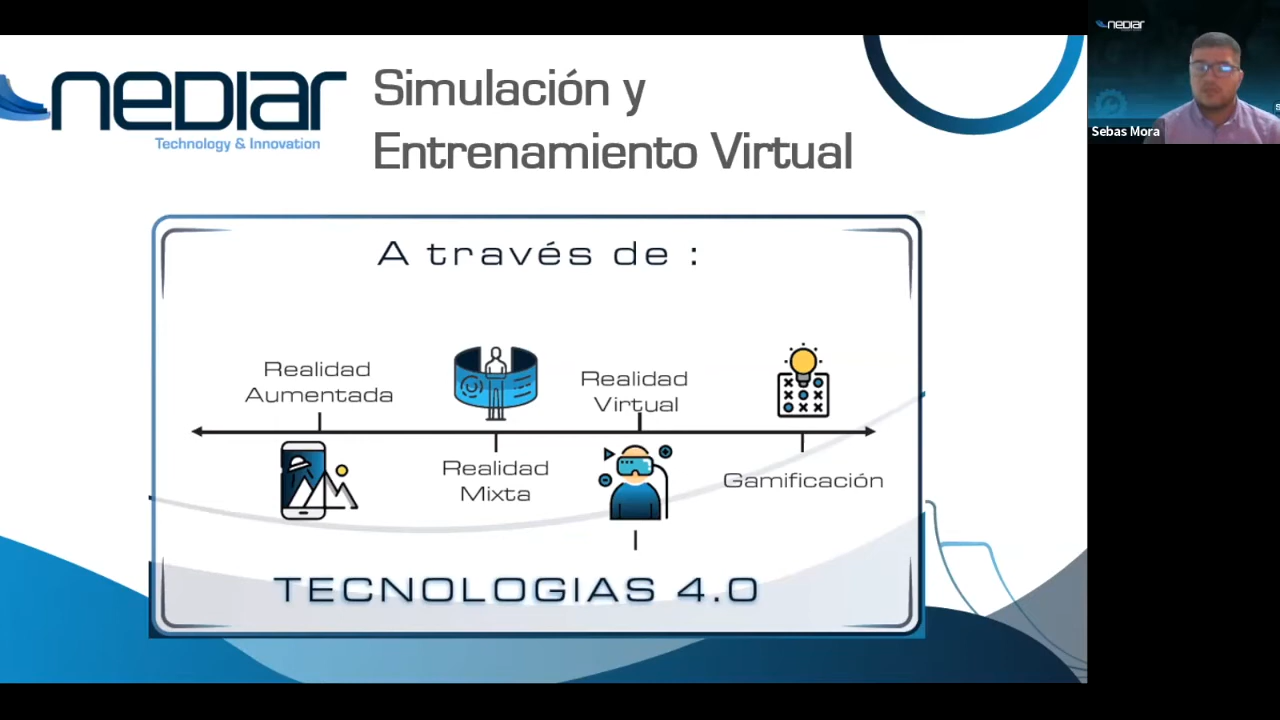 neDIar
Technology & Innovation
Simulación y
Entrenamiento Virtual
A través de :
Realidad
Aumentada
Realidad
Mixta
Realidad
Virtual
Gamificación
TECNOLOGIAS 4.0
neDIar
Sebas Mora
s